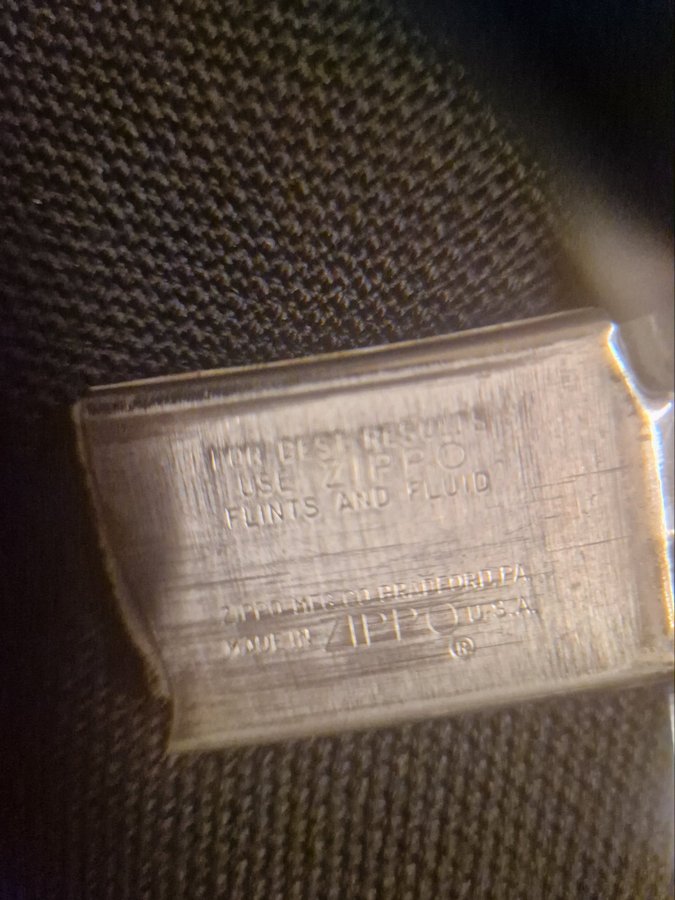 FOR BEST RESULTS
USE ZIPPO
FLINTS AND FLUID
ZIPPO MFG.CO.BRADFORD,PA.
MADE IN ZIPPO U.S.A.
®